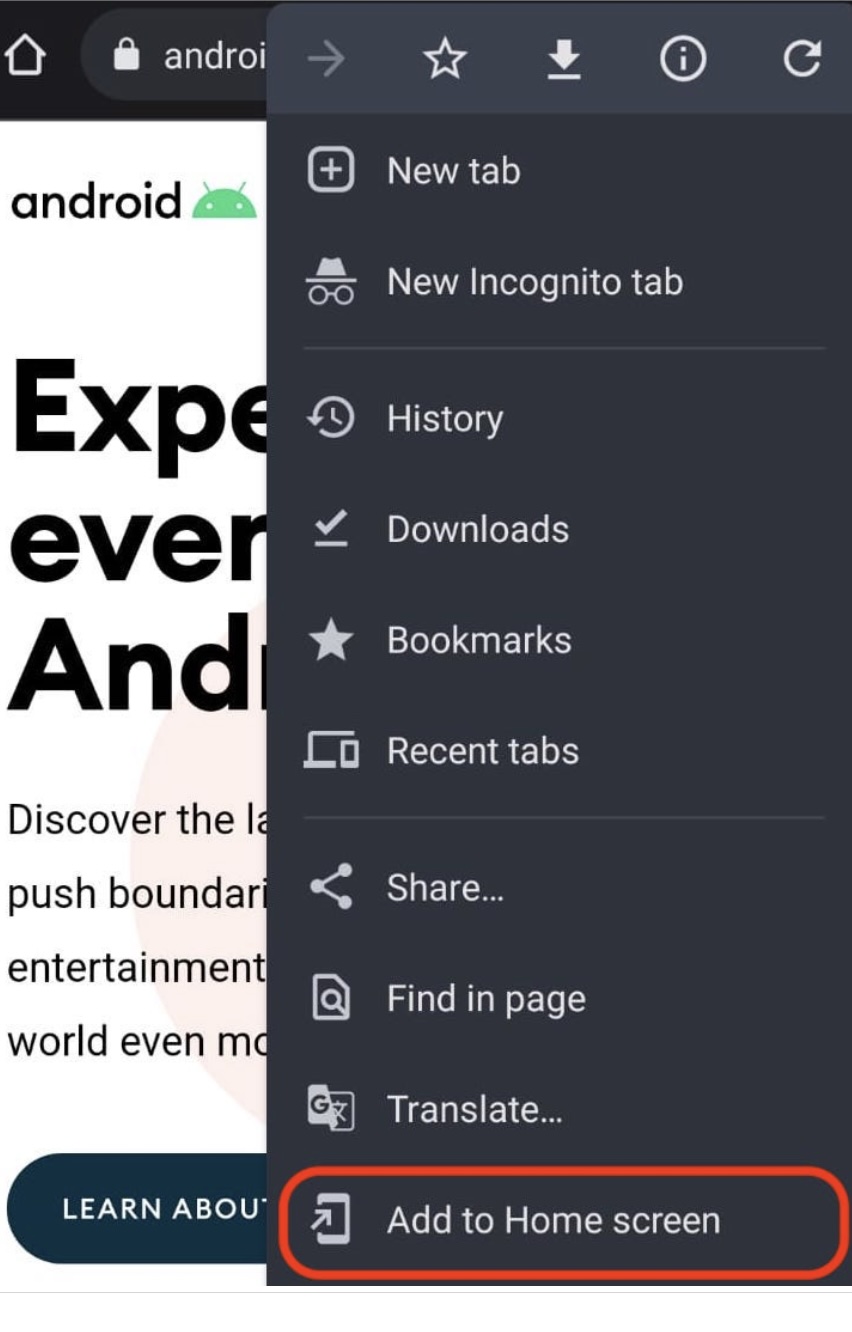 androi
New tab
New Incognito tab
History
Downloads
Bookmarks
Recent tabs
Share...
Find in page
Translate...
Add to Home screen
android
Expe
ever
Andr
Discover the la
push boundari
entertainment
world even mo
LEARN ABOUT